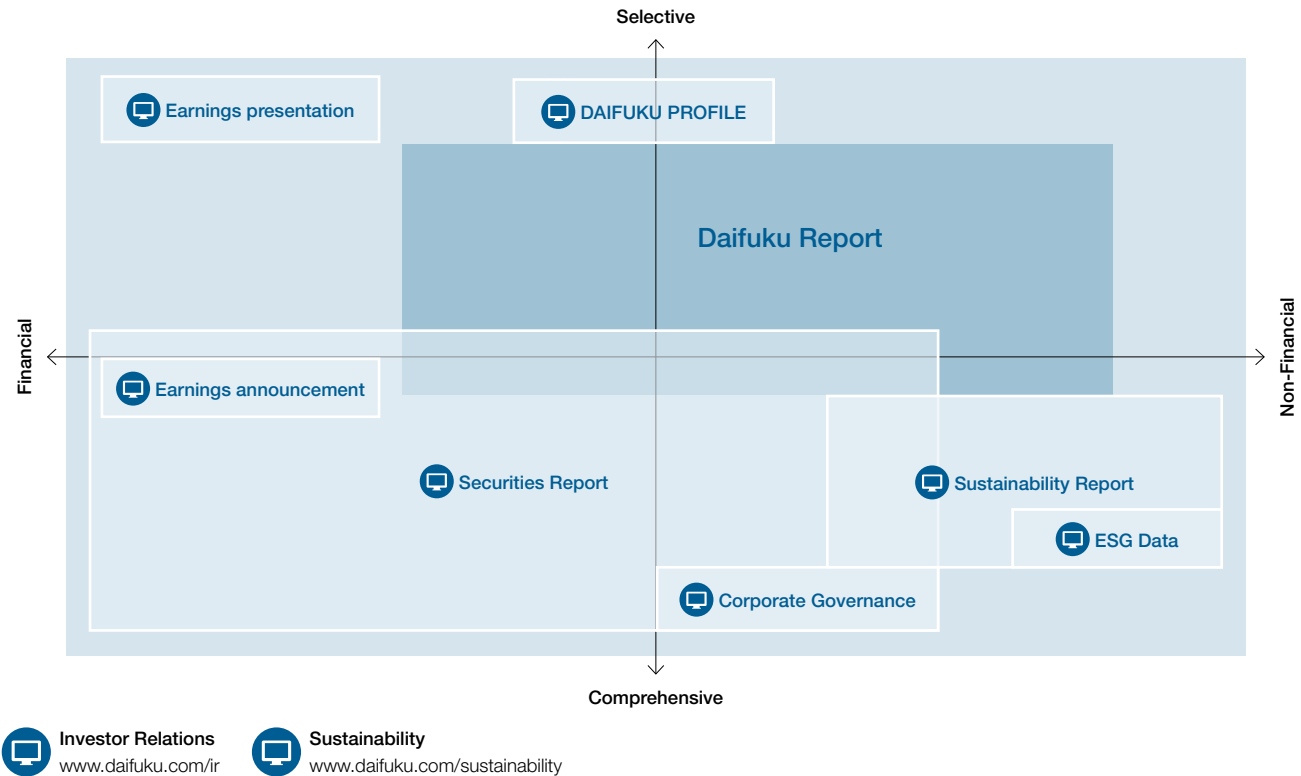 Selective
Earnings presentation
DAIFUKU PROFILE
Daifuku Report
Financial
Non-Financial
Earnings announcement
Securities Report
Sustainability Report
ESG Data
Corporate Governance
Comprehensive
Investor Relations
www.daifuku.com/ir
Sustainability
www.daifuku.com/sustainability